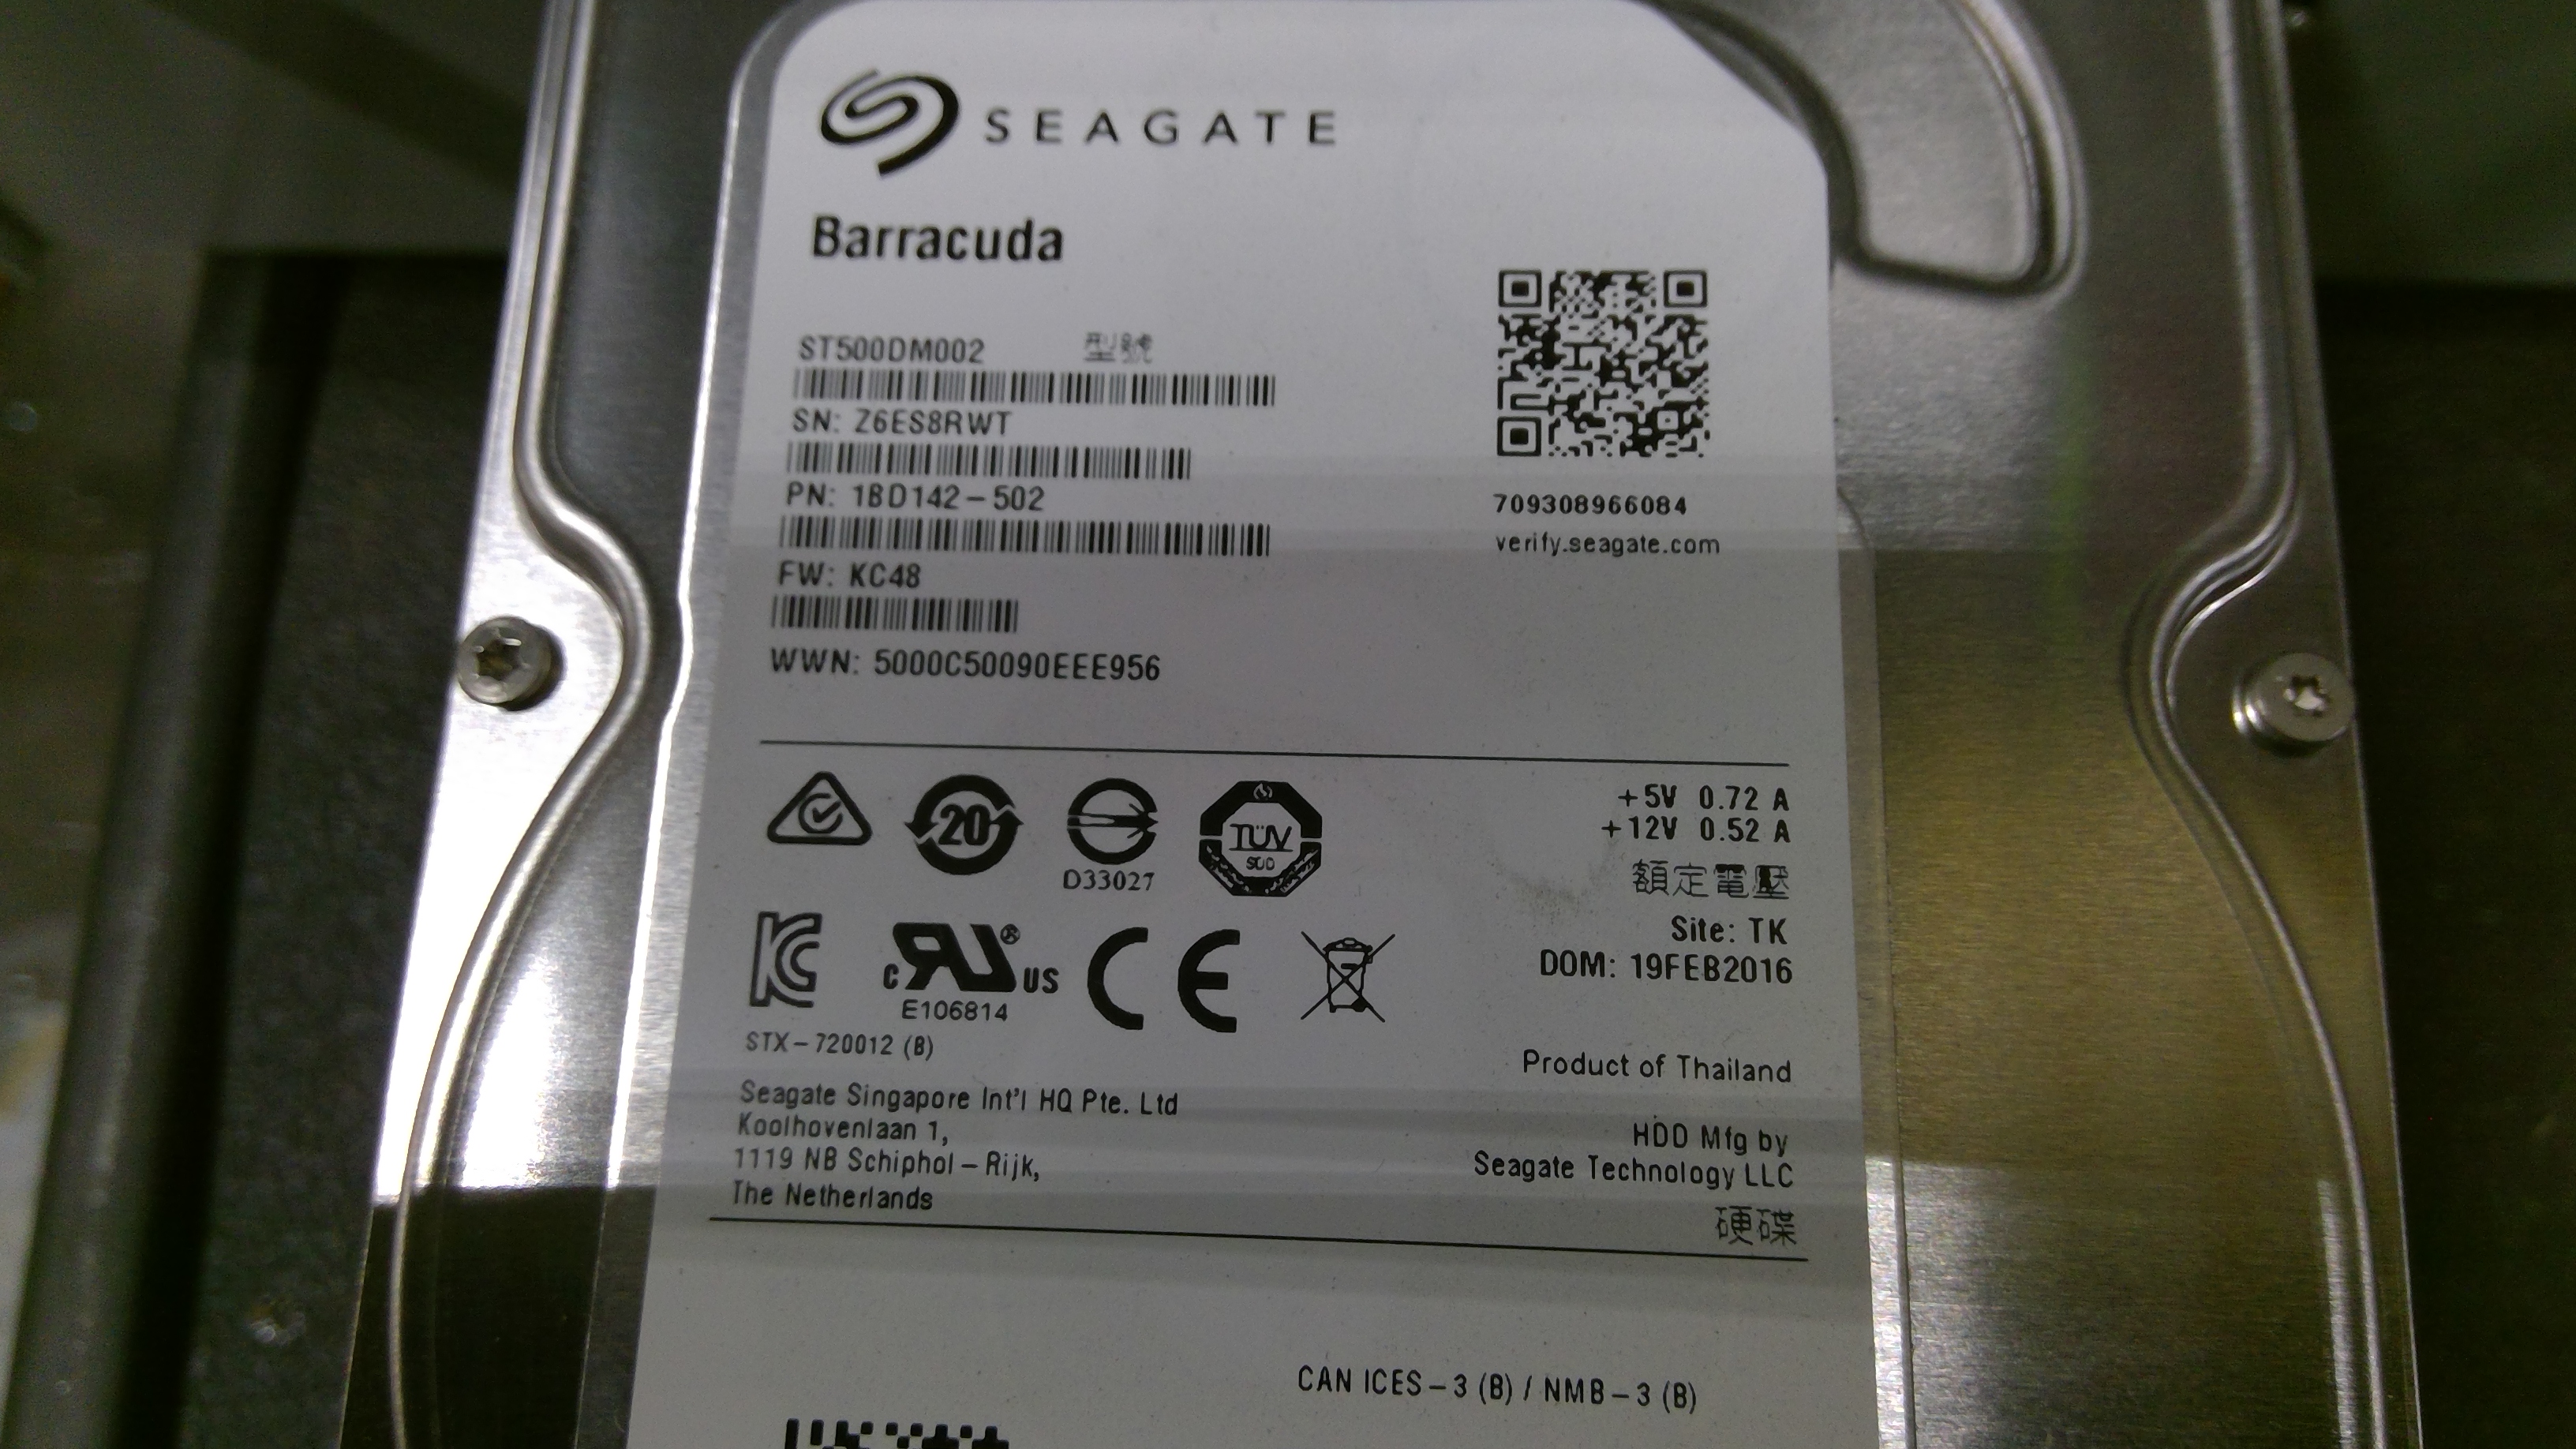 SEAGATE
Barracuda
ST500DM002 型號
SN: Z6ES8RWT
PN: 1BD142-502
FW: KC48
WWN: 5000C50090EEE956
709308966084
verify.seagate.com
20
D33027
TÜV
SÜD
+5V 0.72 A
+12V 0.52 A
額定電壓
Site: TK
DOM: 19FEB2016
KC
c RU ® US
E106814
CE
STX-720012 (B)
Seagate Singapore Int'l HQ Pte. Ltd
Koolhovenlaan 1,
1119 NB Schiphol-Rijk,
The Netherlands
Product of Thailand
HDD Mfg by
Seagate Technology LLC
硬碟
CAN ICES-3 (B) / NMB-3 (B)